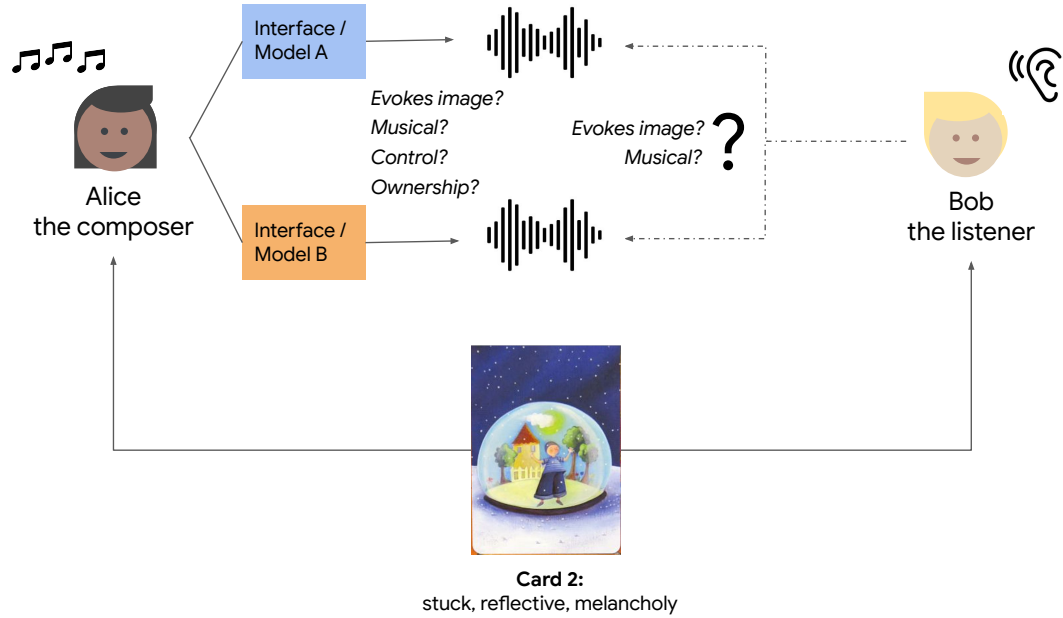 Interface /
Model A
Evokes image?
Musical?
Control?
Ownership?
Evokes image?
Musical?
?
Alice
the composer
Interface /
Model B
Bob
the listener
Card 2:
stuck, reflective, melancholy